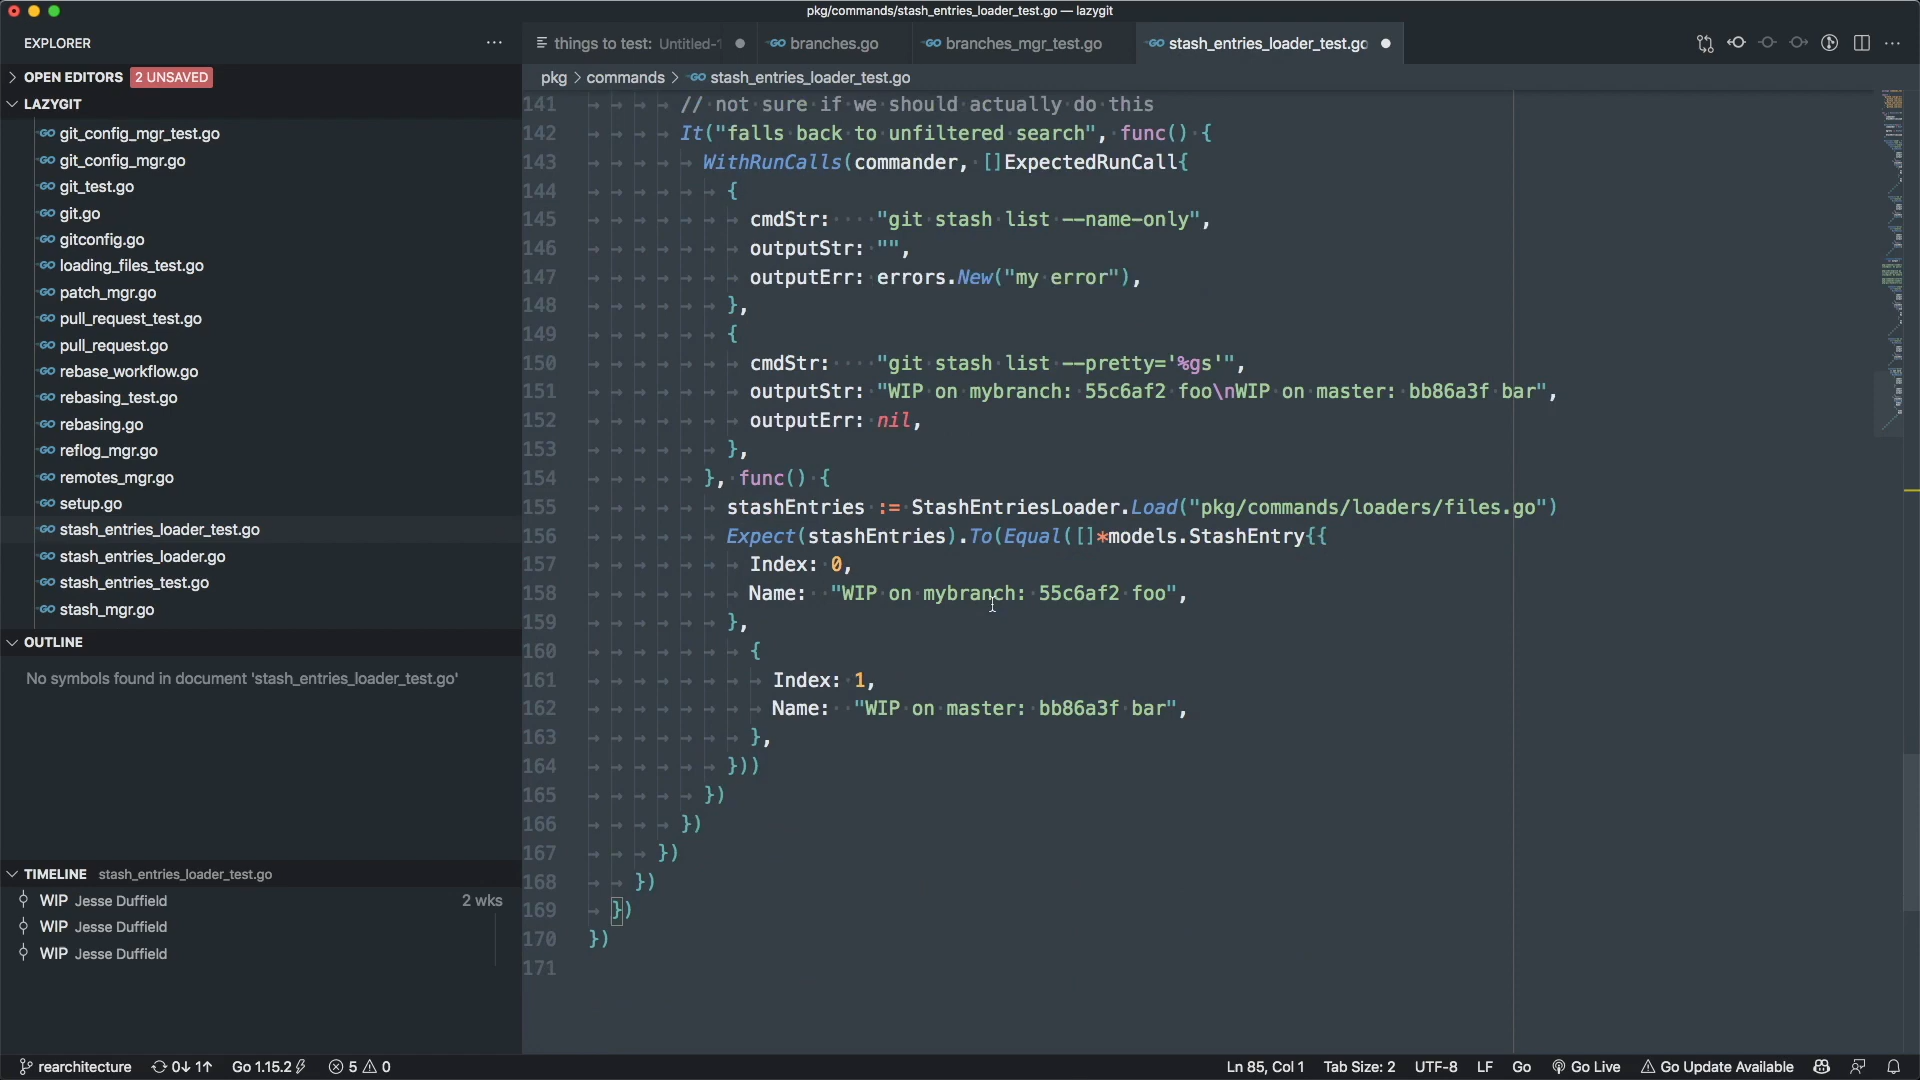 pkg/commands/stash_entries_loader_test.go — lazygit
EXPLORER
things to test: Untitled-1
branches.go
branches_mgr_test.go
stash_entries_loader_test.go
OPEN EDITORS 2 UNSAVED
pkg > commands > stash_entries_loader_test.go
LAZYGIT
git_config_mgr_test.go
git_config_mgr.go
git_test.go
git.go
gitconfig.go
loading_files_test.go
patch_mgr.go
pull_request_test.go
pull_request.go
rebase_workflow.go
rebasing_test.go
rebasing.go
reflog_mgr.go
remotes_mgr.go
setup.go
stash_entries_loader_test.go
stash_entries_loader.go
stash_entries_test.go
stash_mgr.go
OUTLINE
No symbols found in document 'stash_entries_loader_test.go'
TIMELINE stash_entries_loader_test.go
WIP Jesse Duffield 2 wks
WIP Jesse Duffield
WIP Jesse Duffield
141 // not sure if we should actually do this
142 It("falls back to unfiltered search", func() {
143 WithRunCalls(commander, []ExpectedRunCall{
144 {
145 cmdStr: "git stash list --name-only",
146 outputStr: "",
147 outputErr: errors.New("my error"),
148 },
149 {
150 cmdStr: "git stash list --pretty='%gs'",
151 outputStr: "WIP on mybranch: 55c6af2 foo\nWIP on master: bb86a3f bar",
152 outputErr: nil,
153 },
154 }, func() {
155 stashEntries := StashEntriesLoader.Load("pkg/commands/loaders/files.go")
156 Expect(stashEntries).To(Equal([]*models.StashEntry{{
157 Index: 0,
158 Name: "WIP on mybranch: 55c6af2 foo",
159 },
160 {
161 Index: 1,
162 Name: "WIP on master: bb86a3f bar",
163 },
164 }))
165 })
166 })
167 })
168 })
169 })
170 })
171
rearchitecture 0↓ 1↑ Go 1.15.2 5 0 Ln 85, Col 1 Tab Size: 2 UTF-8 LF Go Go Live Go Update Available